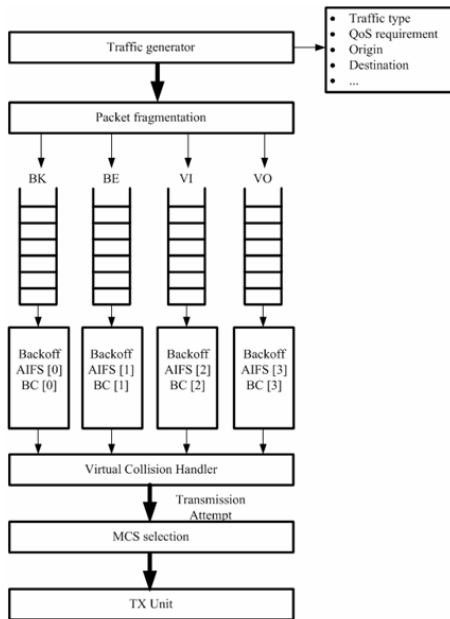 Traffic generator
• Traffic type
• QoS requirement
• Origin
• Destination
• ...
Packet fragmentation
BK BE VI VO
Backoff Backoff Backoff Backoff
AIFS [0] AIFS [1] AIFS [2] AIFS [3]
BC [0] BC [1] BC [2] BC [3]
Virtual Collision Handler
Transmission
Attempt
MCS selection
TX Unit